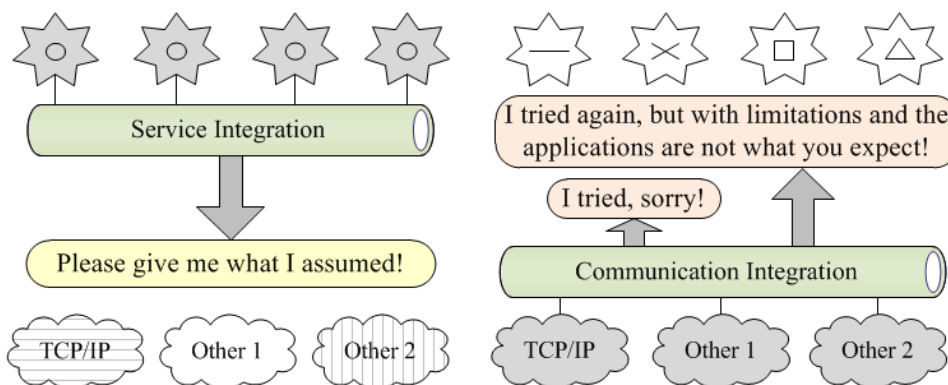 Service Integration
Please give me what I assumed!
TCP/IP
Other 1
Other 2
I tried again, but with limitations and the
applications are not what you expect!
I tried, sorry!
Communication Integration
TCP/IP
Other 1
Other 2